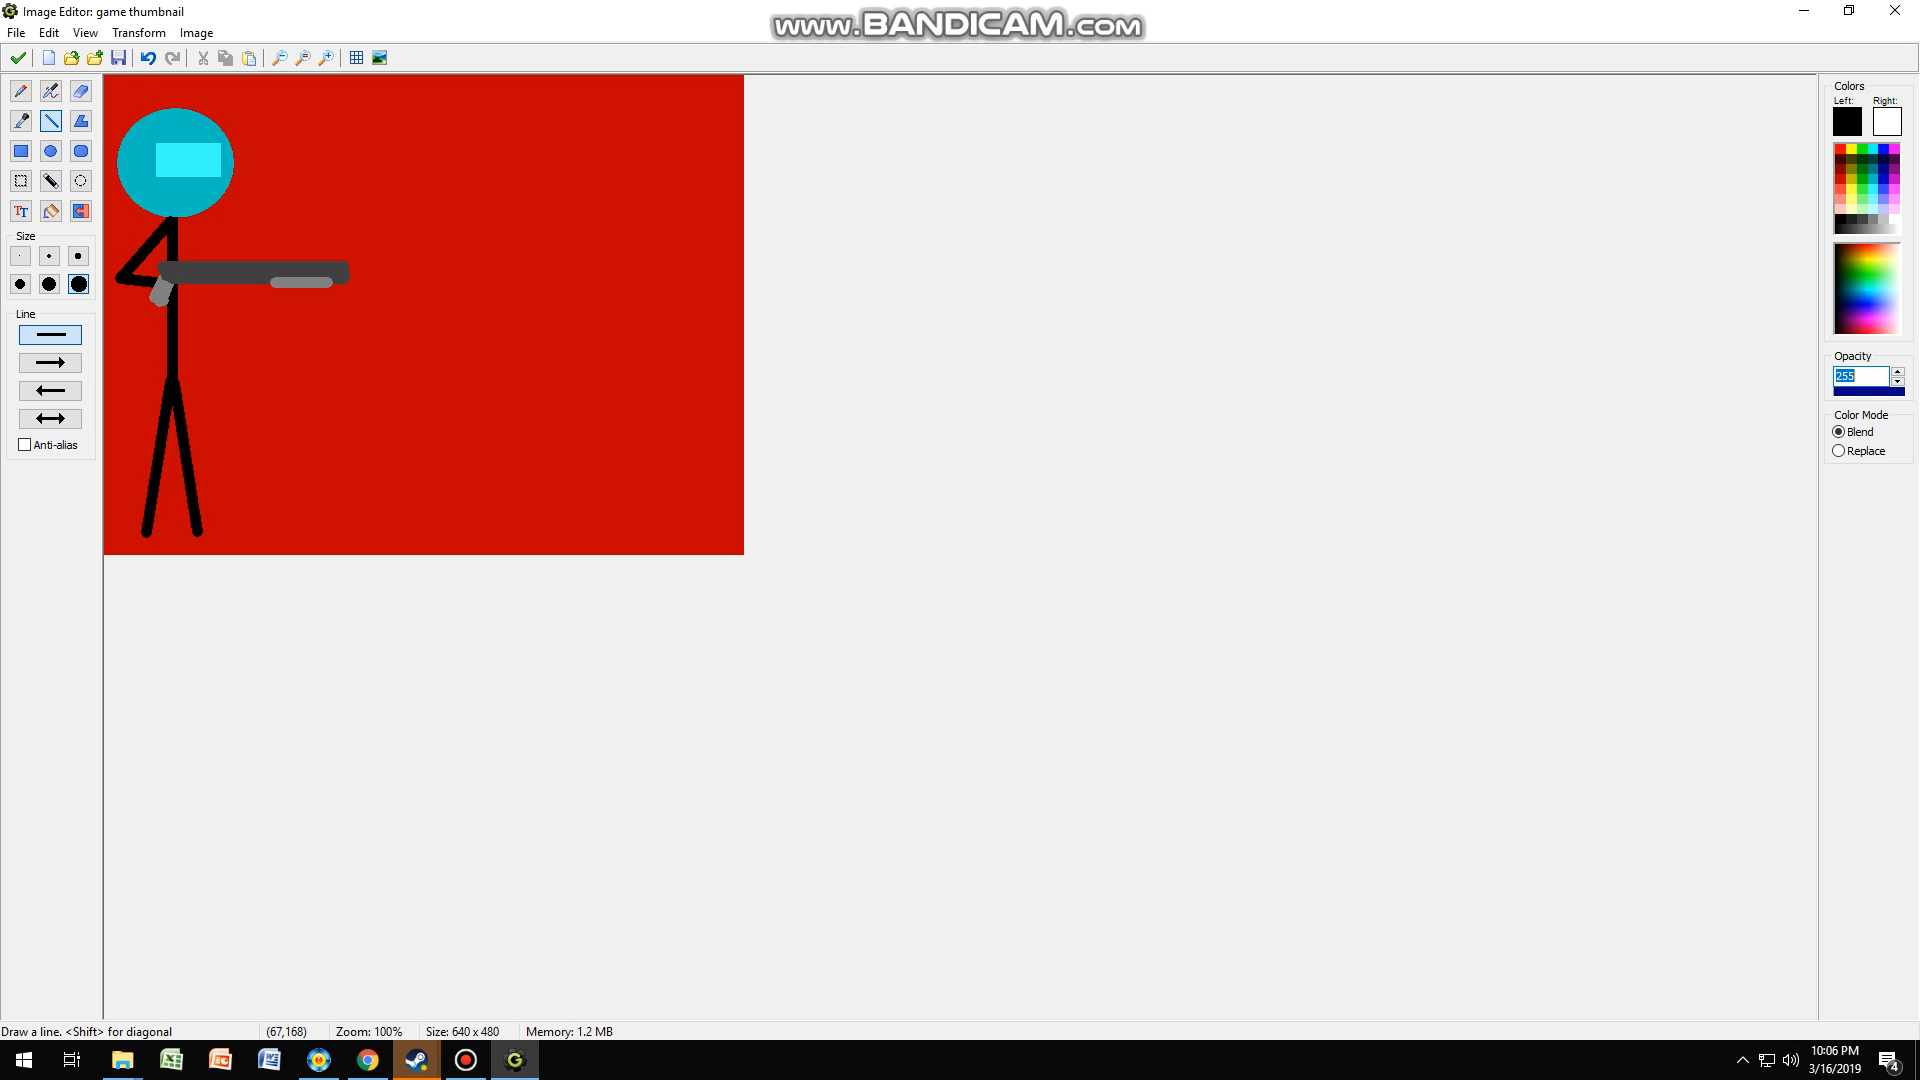 Image Editor: game thumbnail
www.BANDICAM.com
File Edit View Transform Image
Colors
Left: Right:
TT
Size
Line
Opacity
255
Color Mode
Blend
Replace
Anti-alias
Draw a line. <Shift> for diagonal (67,168) Zoom: 100% Size: 640 x 480 Memory: 1.2 MB
10:06 PM
3/16/2019
4